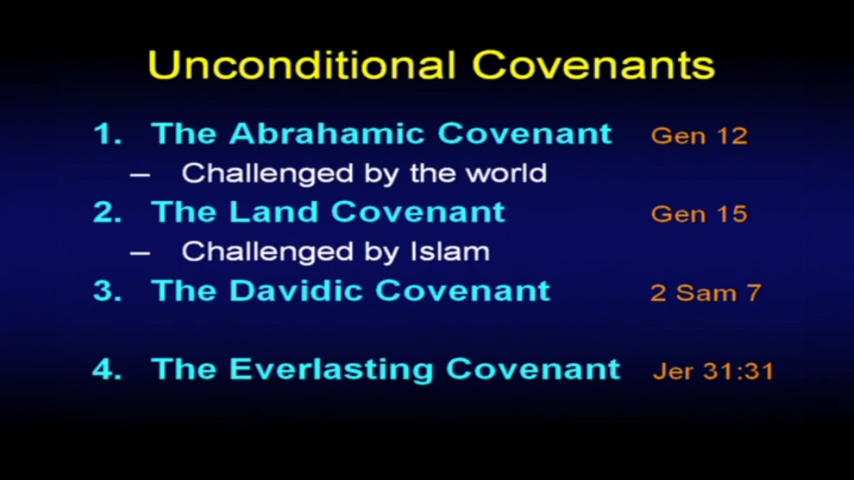 Unconditional Covenants
1. The Abrahamic Covenant Gen 12
– Challenged by the world
2. The Land Covenant Gen 15
– Challenged by Islam
3. The Davidic Covenant 2 Sam 7
4. The Everlasting Covenant Jer 31:31